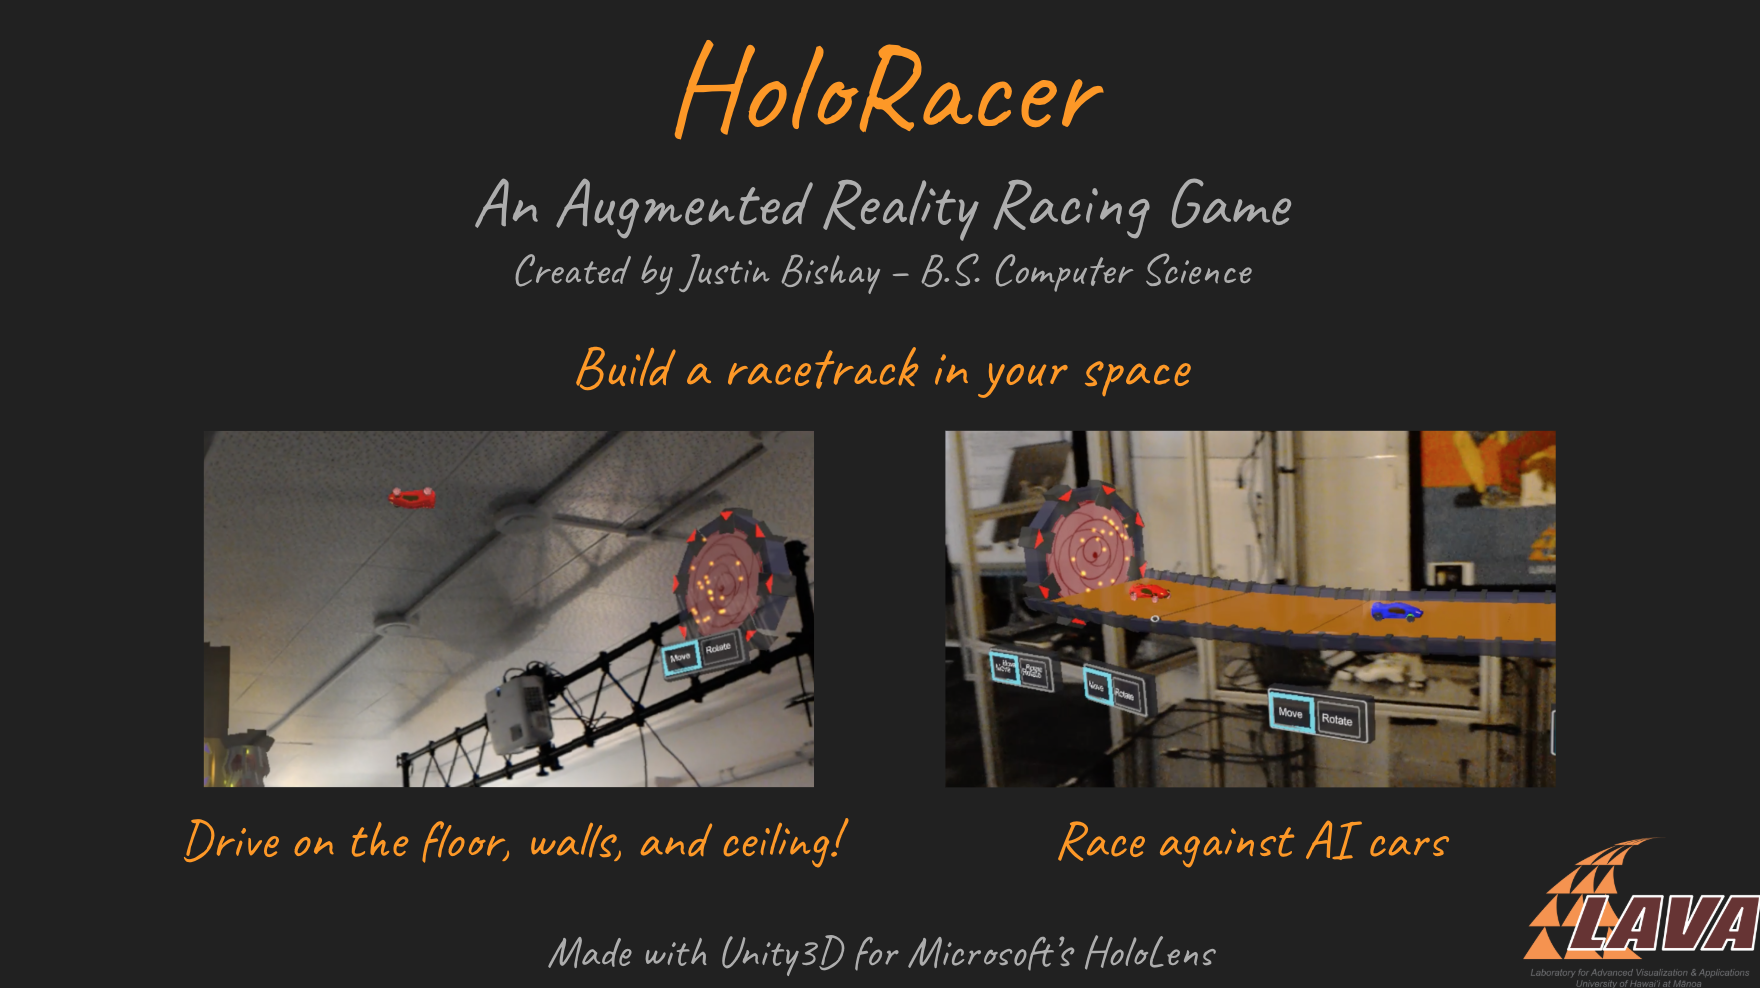 HoloRacer
An Augmented Reality Racing Game
Created by Justin Bishay – B.S. Computer Science
Build a racetrack in your space
Move Rotate
Move Rotate
Move Rotate
Move Rotate
Drive on the floor, walls, and ceiling!
Race against AI cars
Made with Unity3D for Microsoft's HoloLens
LAVA
Laboratory for Advanced Visualization & Applications
University of Hawai'i at Mānoa